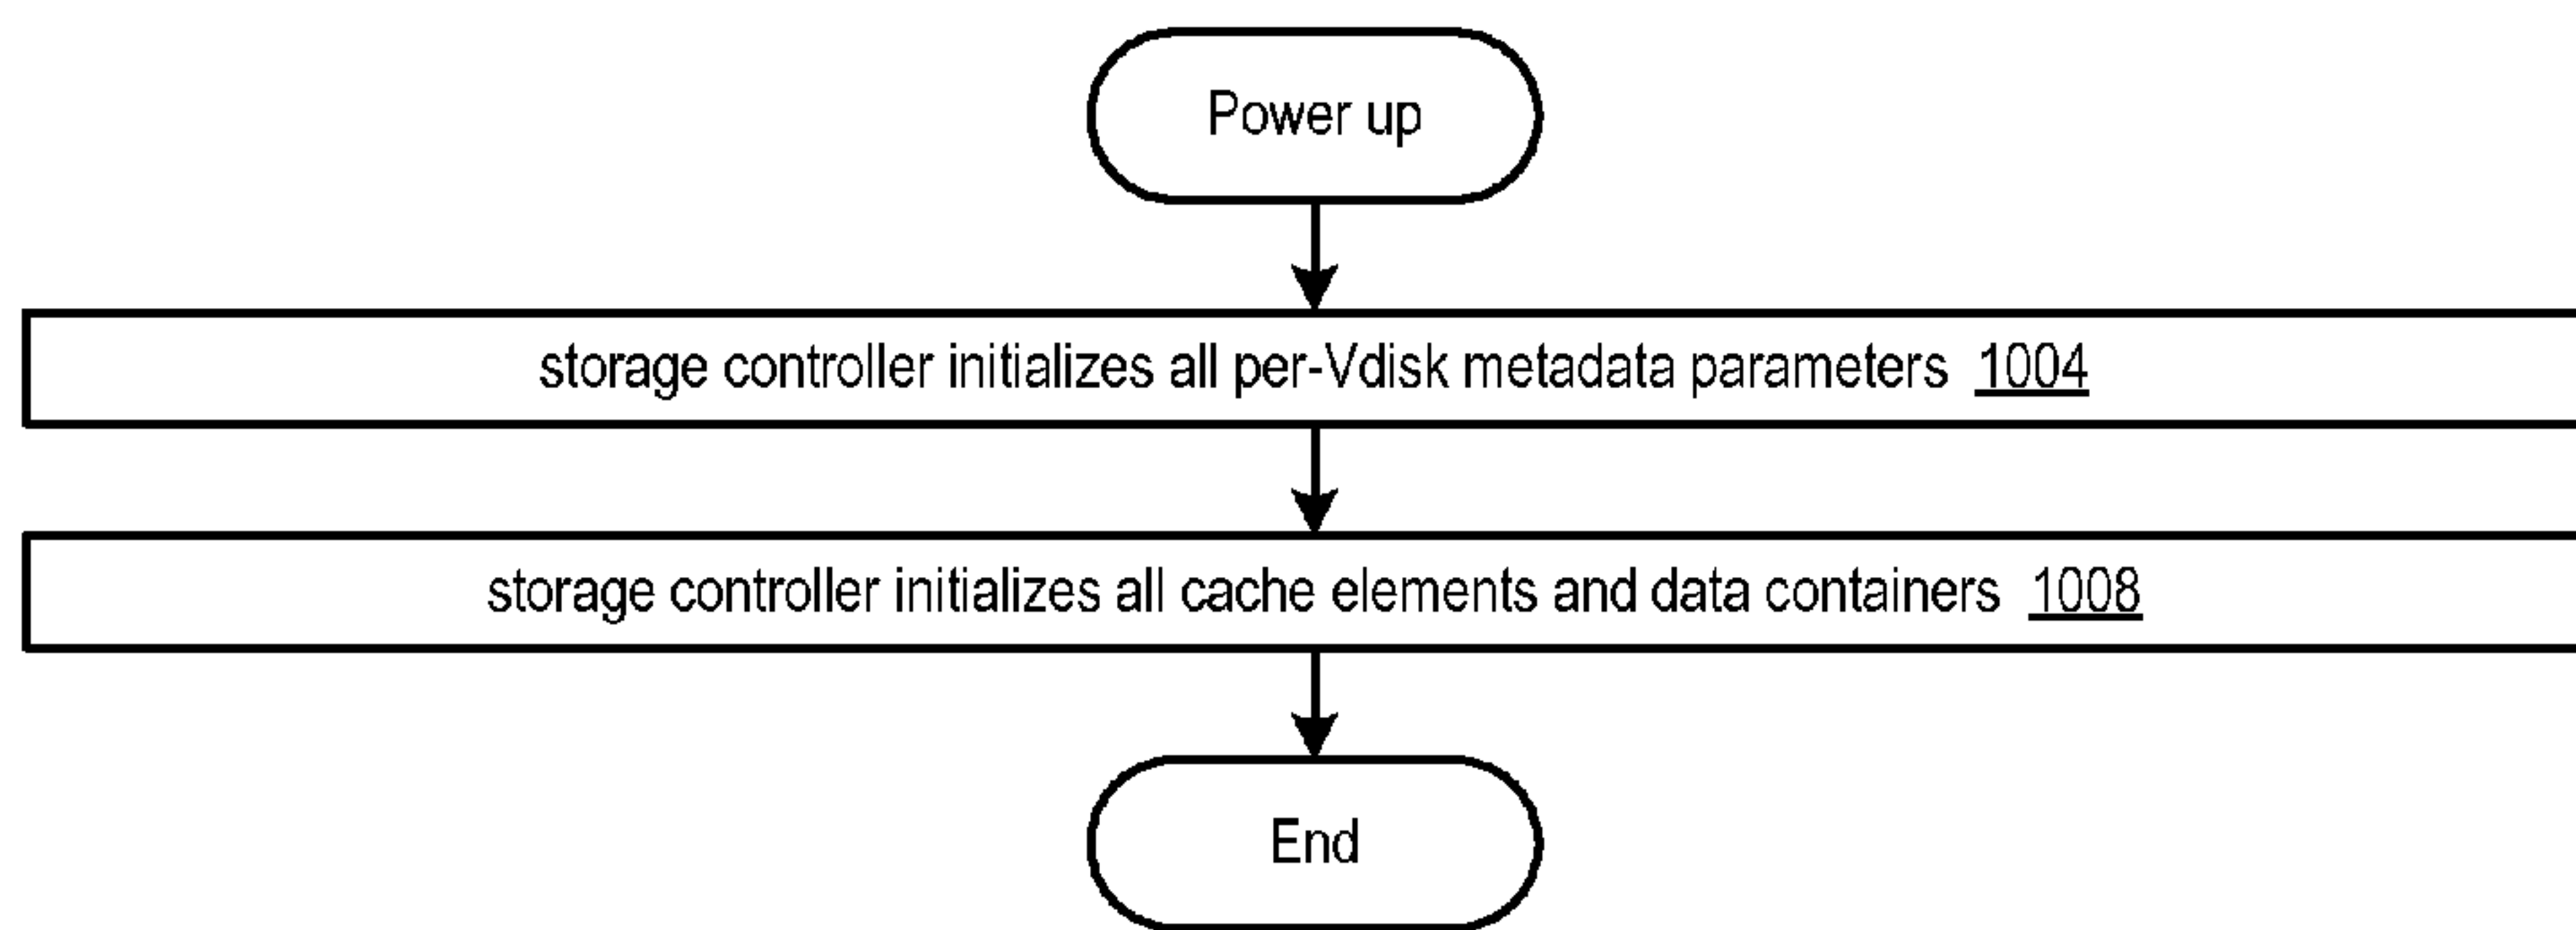 Power up
storage controller initializes all per-Vdisk metadata parameters 1004
storage controller initializes all cache elements and data containers 1008
End